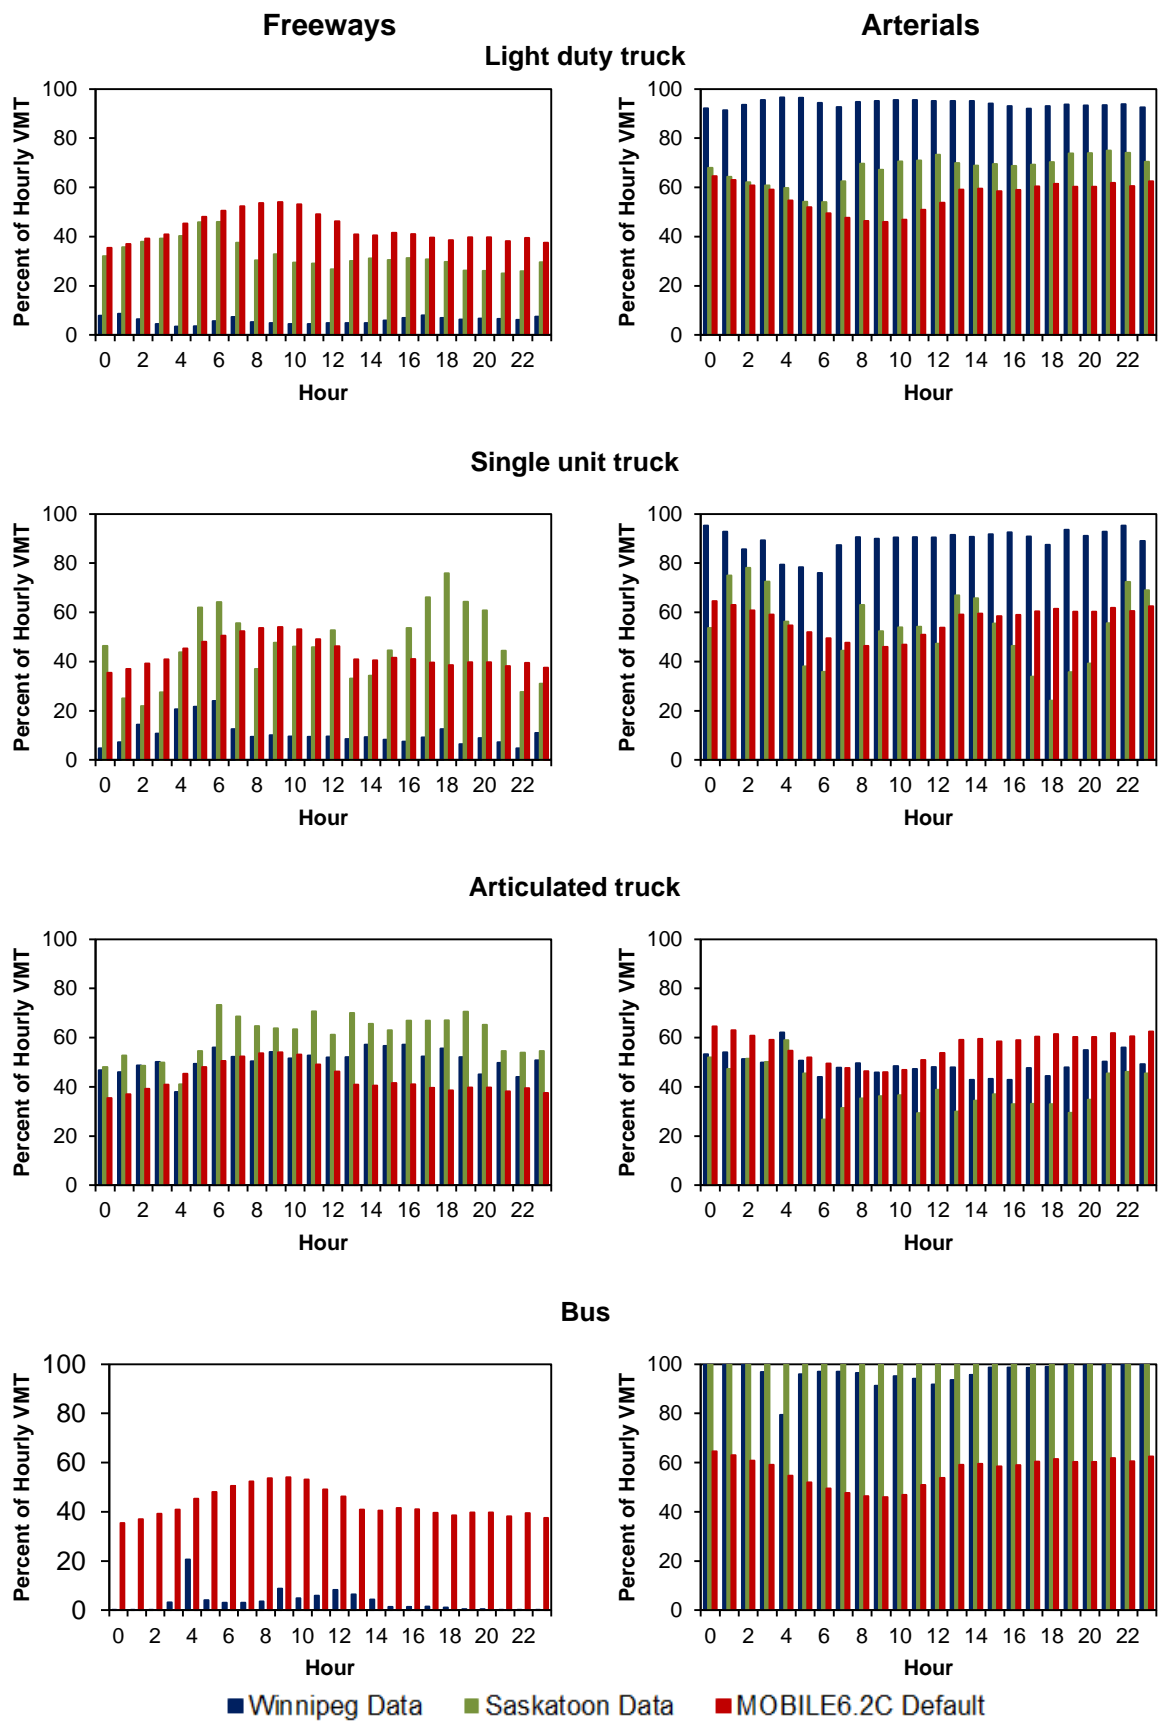 Freeways Arterials
Light duty truck
Percent of Hourly VMT
100
80
60
40
20
0
0 2 4 6 8 10 12 14 16 18 20 22
Hour
Percent of Hourly VMT
100
80
60
40
20
0
0 2 4 6 8 10 12 14 16 18 20 22
Hour
Single unit truck
Percent of Hourly VMT
100
80
60
40
20
0
0 2 4 6 8 10 12 14 16 18 20 22
Hour
Percent of Hourly VMT
100
80
60
40
20
0
0 2 4 6 8 10 12 14 16 18 20 22
Hour
Articulated truck
Percent of Hourly VMT
100
80
60
40
20
0
0 2 4 6 8 10 12 14 16 18 20 22
Hour
Percent of Hourly VMT
100
80
60
40
20
0
0 2 4 6 8 10 12 14 16 18 20 22
Hour
Bus
Percent of Hourly VMT
100
80
60
40
20
0
0 2 4 6 8 10 12 14 16 18 20 22
Hour
Percent of Hourly VMT
100
80
60
40
20
0
0 2 4 6 8 10 12 14 16 18 20 22
Hour
Winnipeg Data Saskatoon Data MOBILE6.2C Default